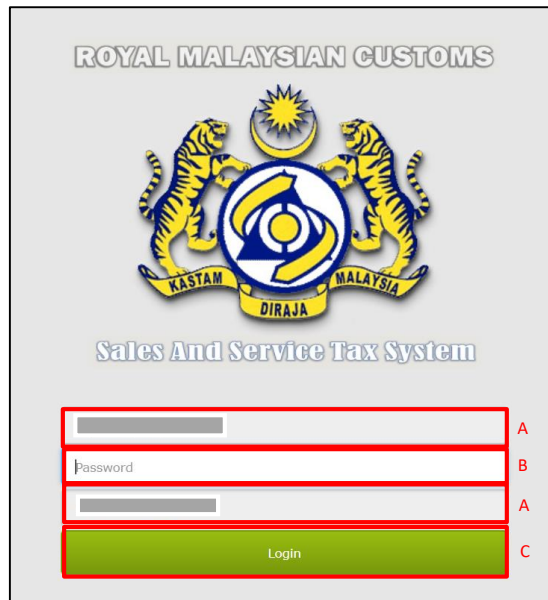 ROYAL MALAYSIAN CUSTOMS
KASTAM DIRAJA MALAYSIA
Sales And Service Tax System
A
Password B
A
Login C